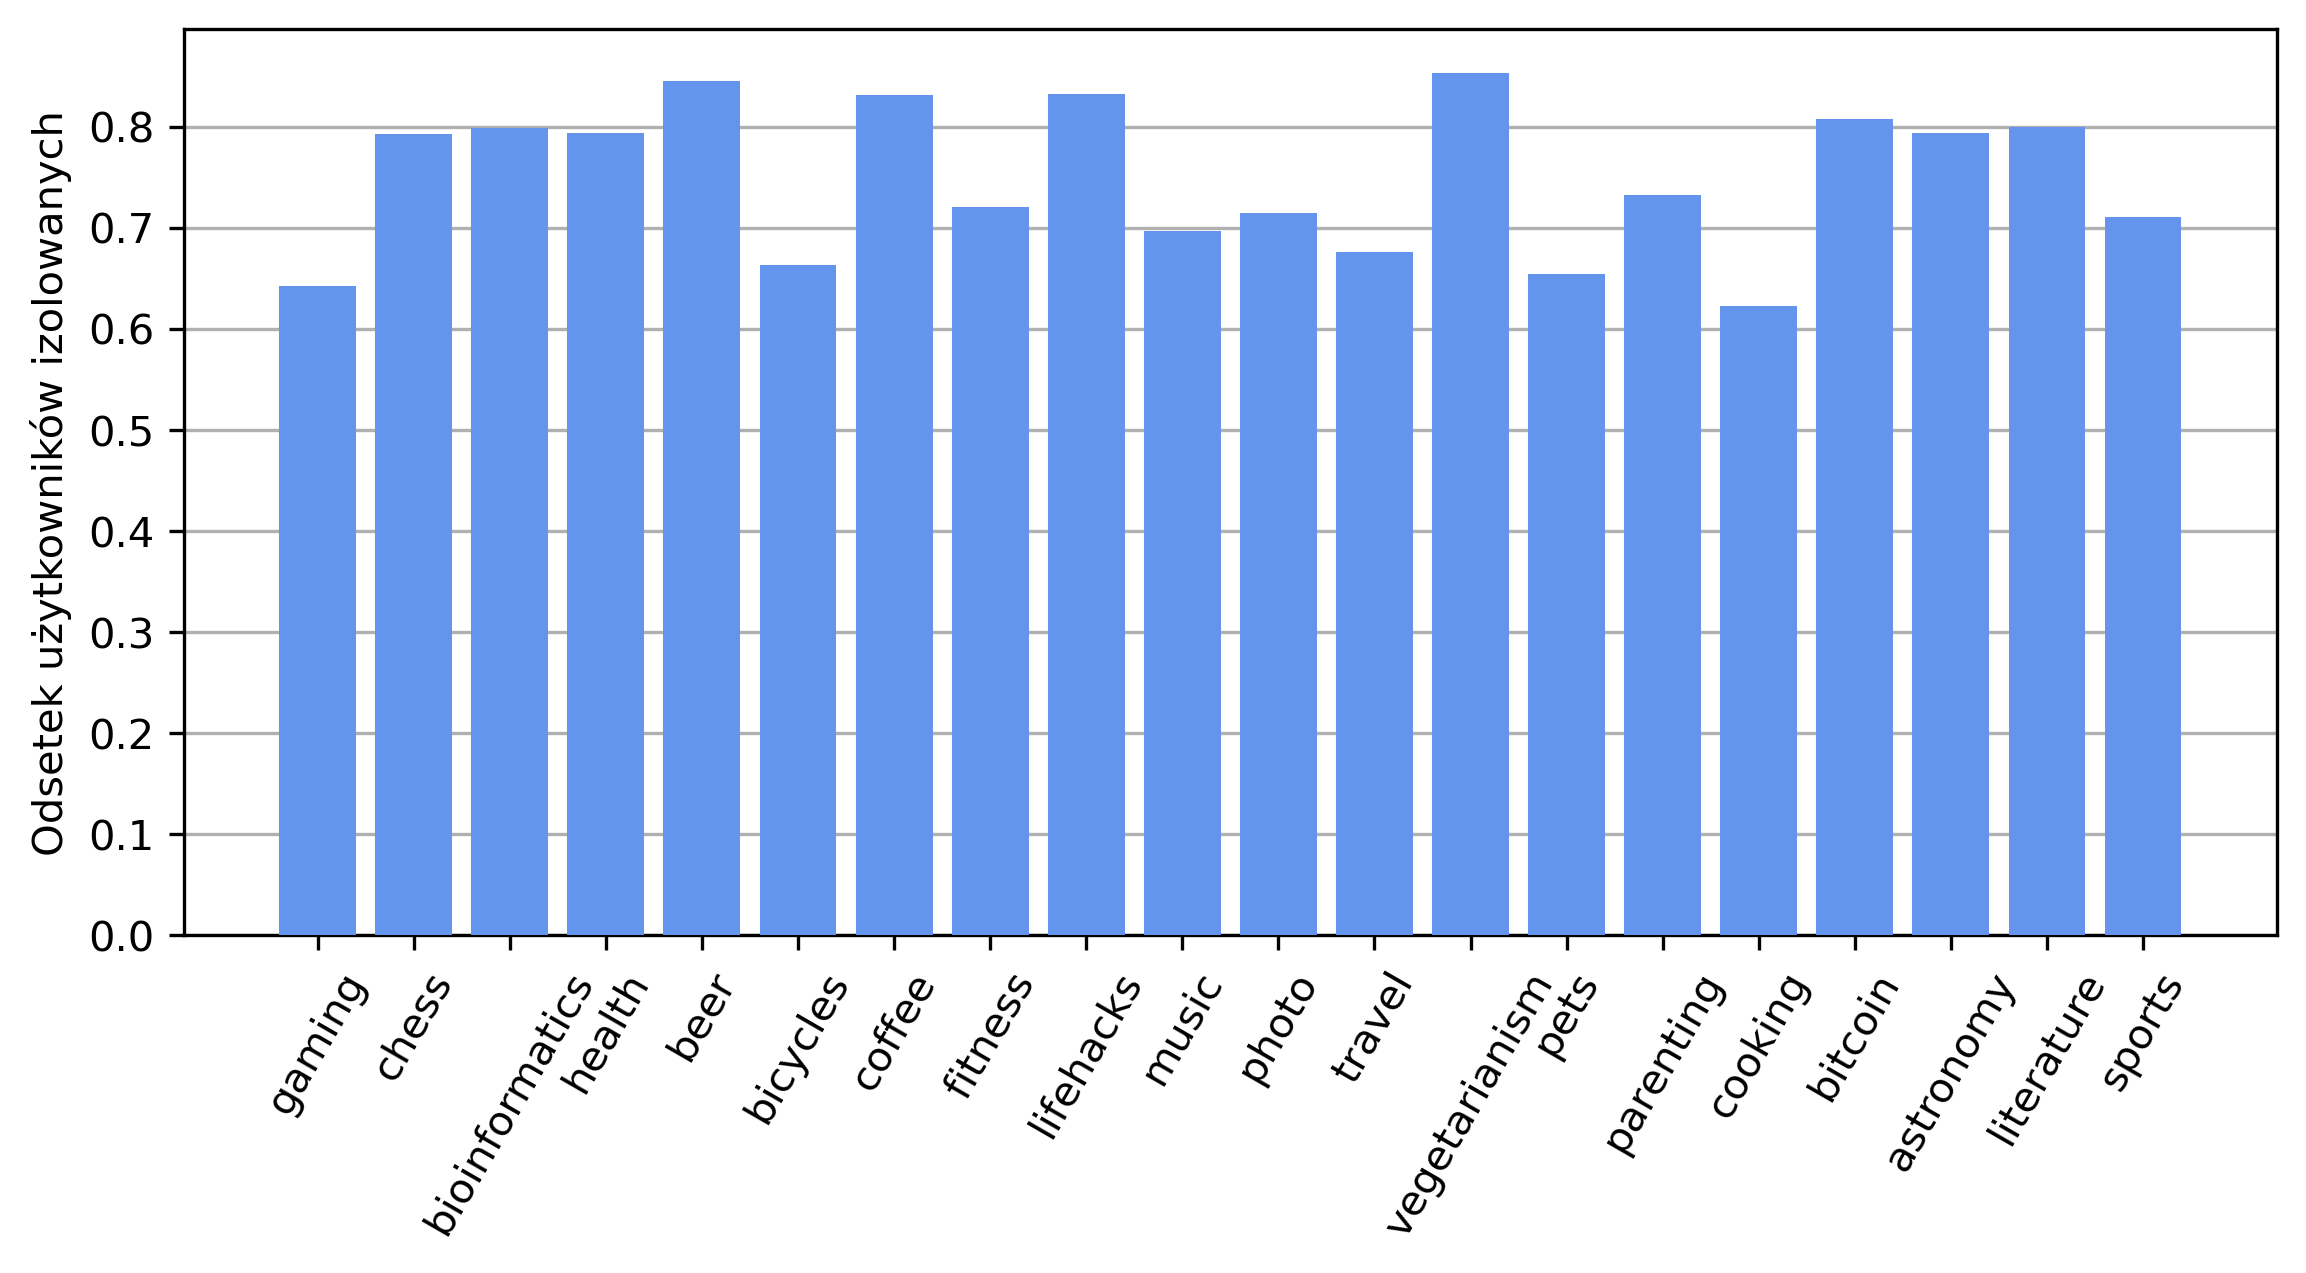 Odsetek użytkowników izolowanych
0.8
0.7
0.6
0.5
0.4
0.3
0.2
0.1
0.0
gaming
chess
bioinformatics
health
beer
bicycles
coffee
fitness
lifehacks
music
photo
travel
vegetarianism
pets
parenting
cooking
bitcoin
astronomy
literature
sports